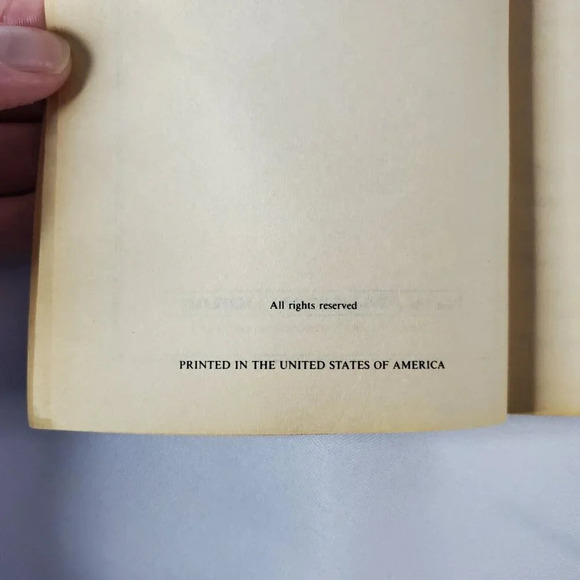 All rights reserved
PRINTED IN THE UNITED STATES OF AMERICA